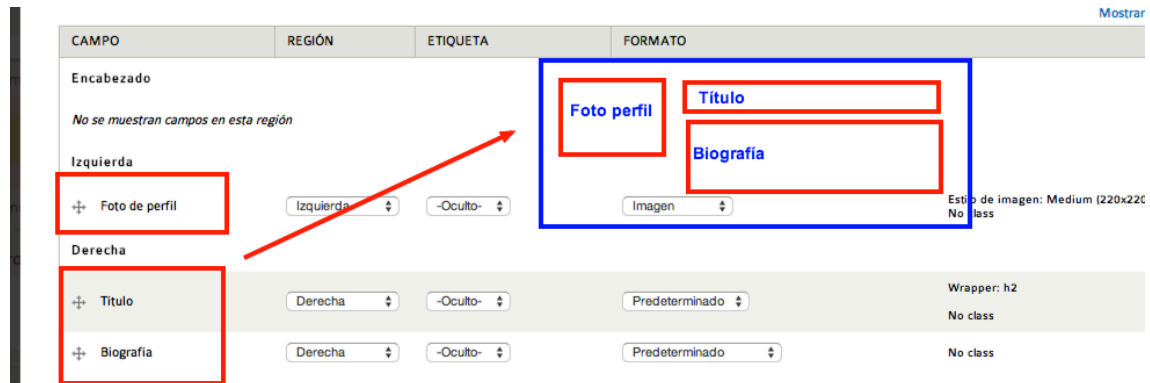 Mostrar
CAMPO REGIÓN ETIQUETA FORMATO
Encabezado
Foto perfil Título
No se muestran campos en esta región
Biografía
Izquierda
Foto de perfil Izquierda -Oculto- Imagen Estilo de imagen: Medium (220x220
No class
Derecha
Título Derecha -Oculto- Predeterminado Wrapper: h2
No class
Biografía Derecha -Oculto- Predeterminado No class